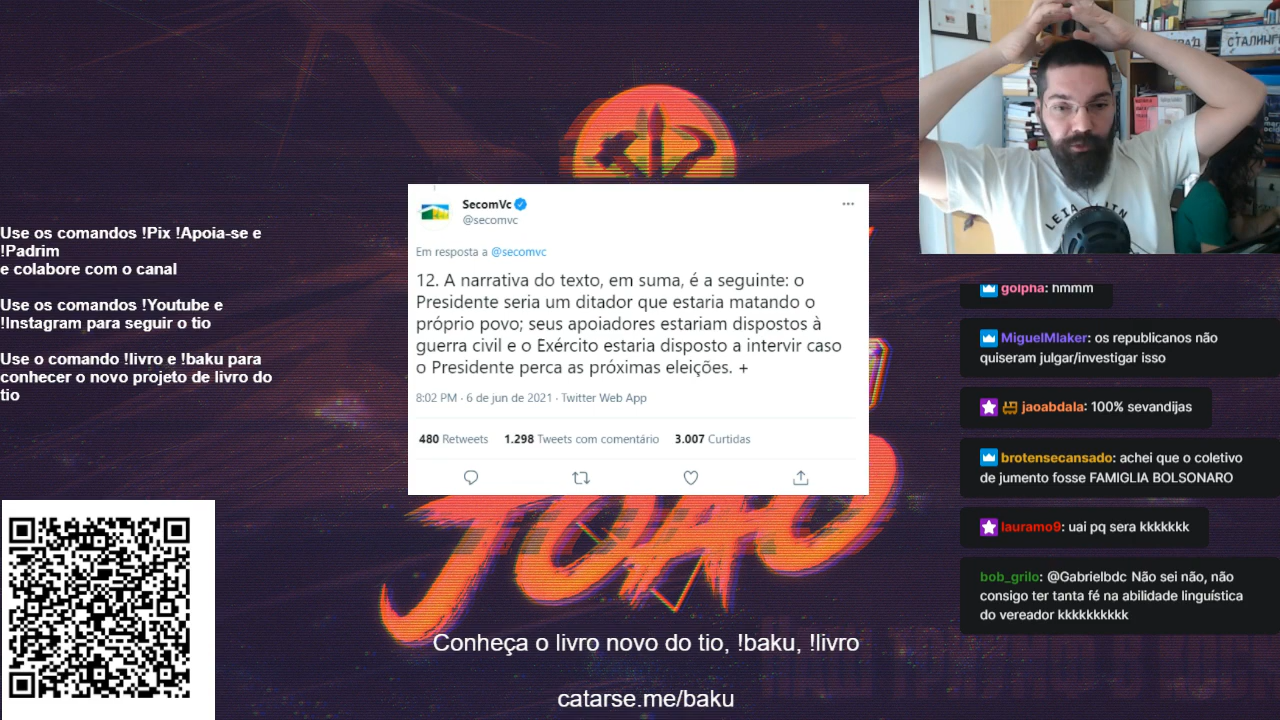 Use os comandos !Pix !Apoia-se e
!Padrim
e colabore com o canal
Use os comandos !Youtube e
!Instagram para seguir o tio
Use o comando !livro e !baku para
conhecer o novo projeto de livro do
tio
SecomVc
@secomvc
Em resposta a @secomvc
12. A narrativa do texto, em suma, é a seguinte: o
Presidente seria um ditador que estaria matando o
próprio povo; seus apoiadores estariam dispostos à
guerra civil e o Exército estaria disposto a intervir caso
o Presidente perca as próximas eleições. +
8:02 PM · 6 de jun de 2021 · Twitter Web App
480 Retweets 1.298 Tweets com comentário 3.007 Curtidas
JOÃO
Conheça o livro novo do tio, !baku, !livro
catarse.me/baku
СТАЛИНГ
LEIA
golpha: nmmm
MiguelMlaker: os republicanos não
quiseram julgar/investigar isso
jaoabdala: 100% sevandijas
brotensecansado: achei que o coletivo
de jumento fosse FAMIGLIA BOLSONARO
lauramo9: uai pq sera kkkkkkk
bob_grilo: @Gabrielbdc Não sei não, não
consigo ter tanta fé na abilidade linguística
do vereador kkkkkkkkkk